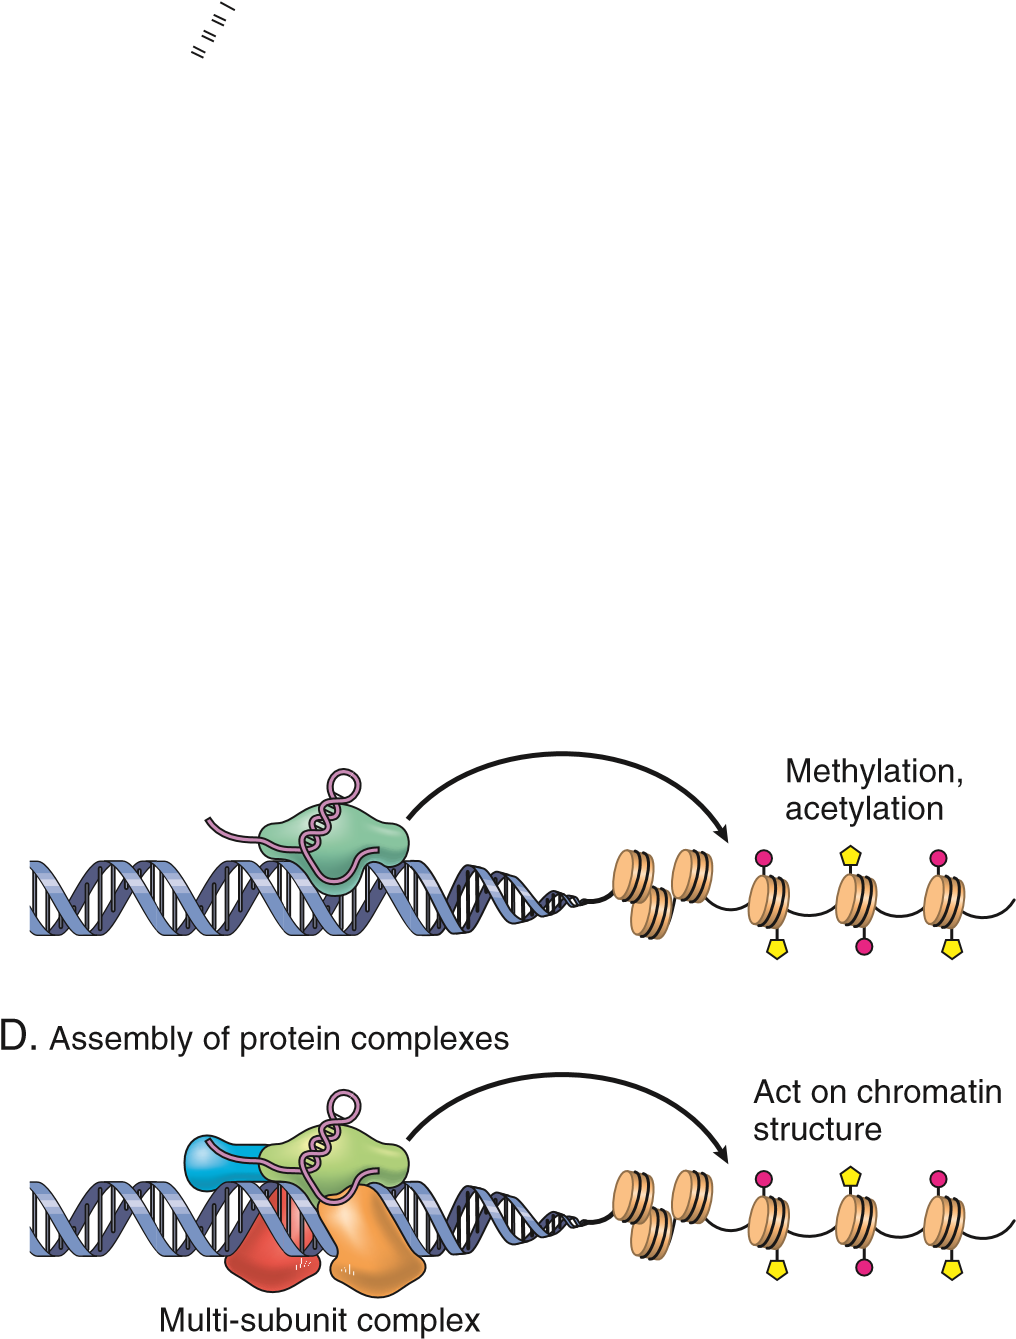 Methylation,
acetylation
D. Assembly of protein complexes
Act on chromatin
structure
Multi-subunit complex